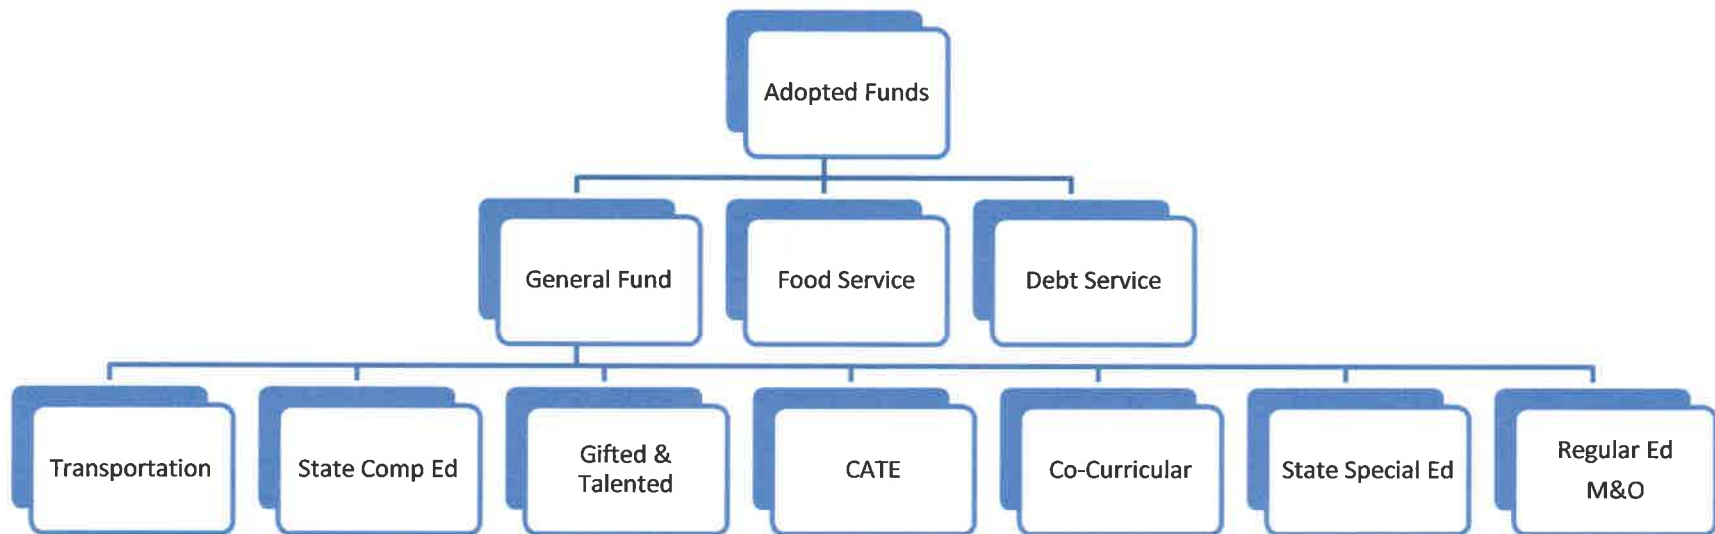 Adopted Funds
General Fund
Food Service
Debt Service
Transportation
State Comp Ed
Gifted &
Talented
CATE
Co-Curricular
State Special Ed
Regular Ed
M&O